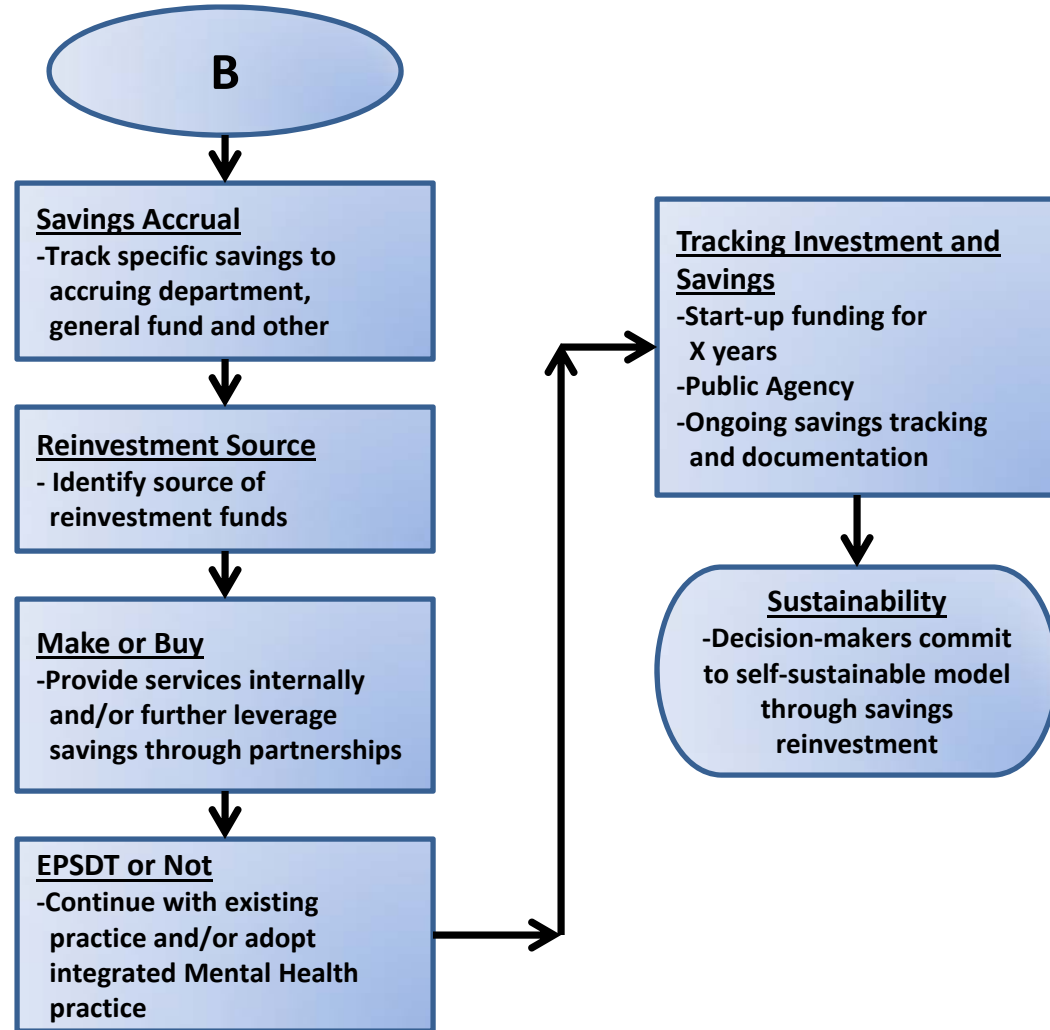 B
Savings Accrual
-Track specific savings to
accruing department,
general fund and other
Reinvestment Source
- Identify source of
reinvestment funds
Make or Buy
-Provide services internally
and/or further leverage
savings through partnerships
EPSDT or Not
-Continue with existing
practice and/or adopt
integrated Mental Health
practice
Tracking Investment and
Savings
-Start-up funding for
X years
-Public Agency
-Ongoing savings tracking
and documentation
Sustainability
-Decision-makers commit
to self-sustainable model
through savings
reinvestment